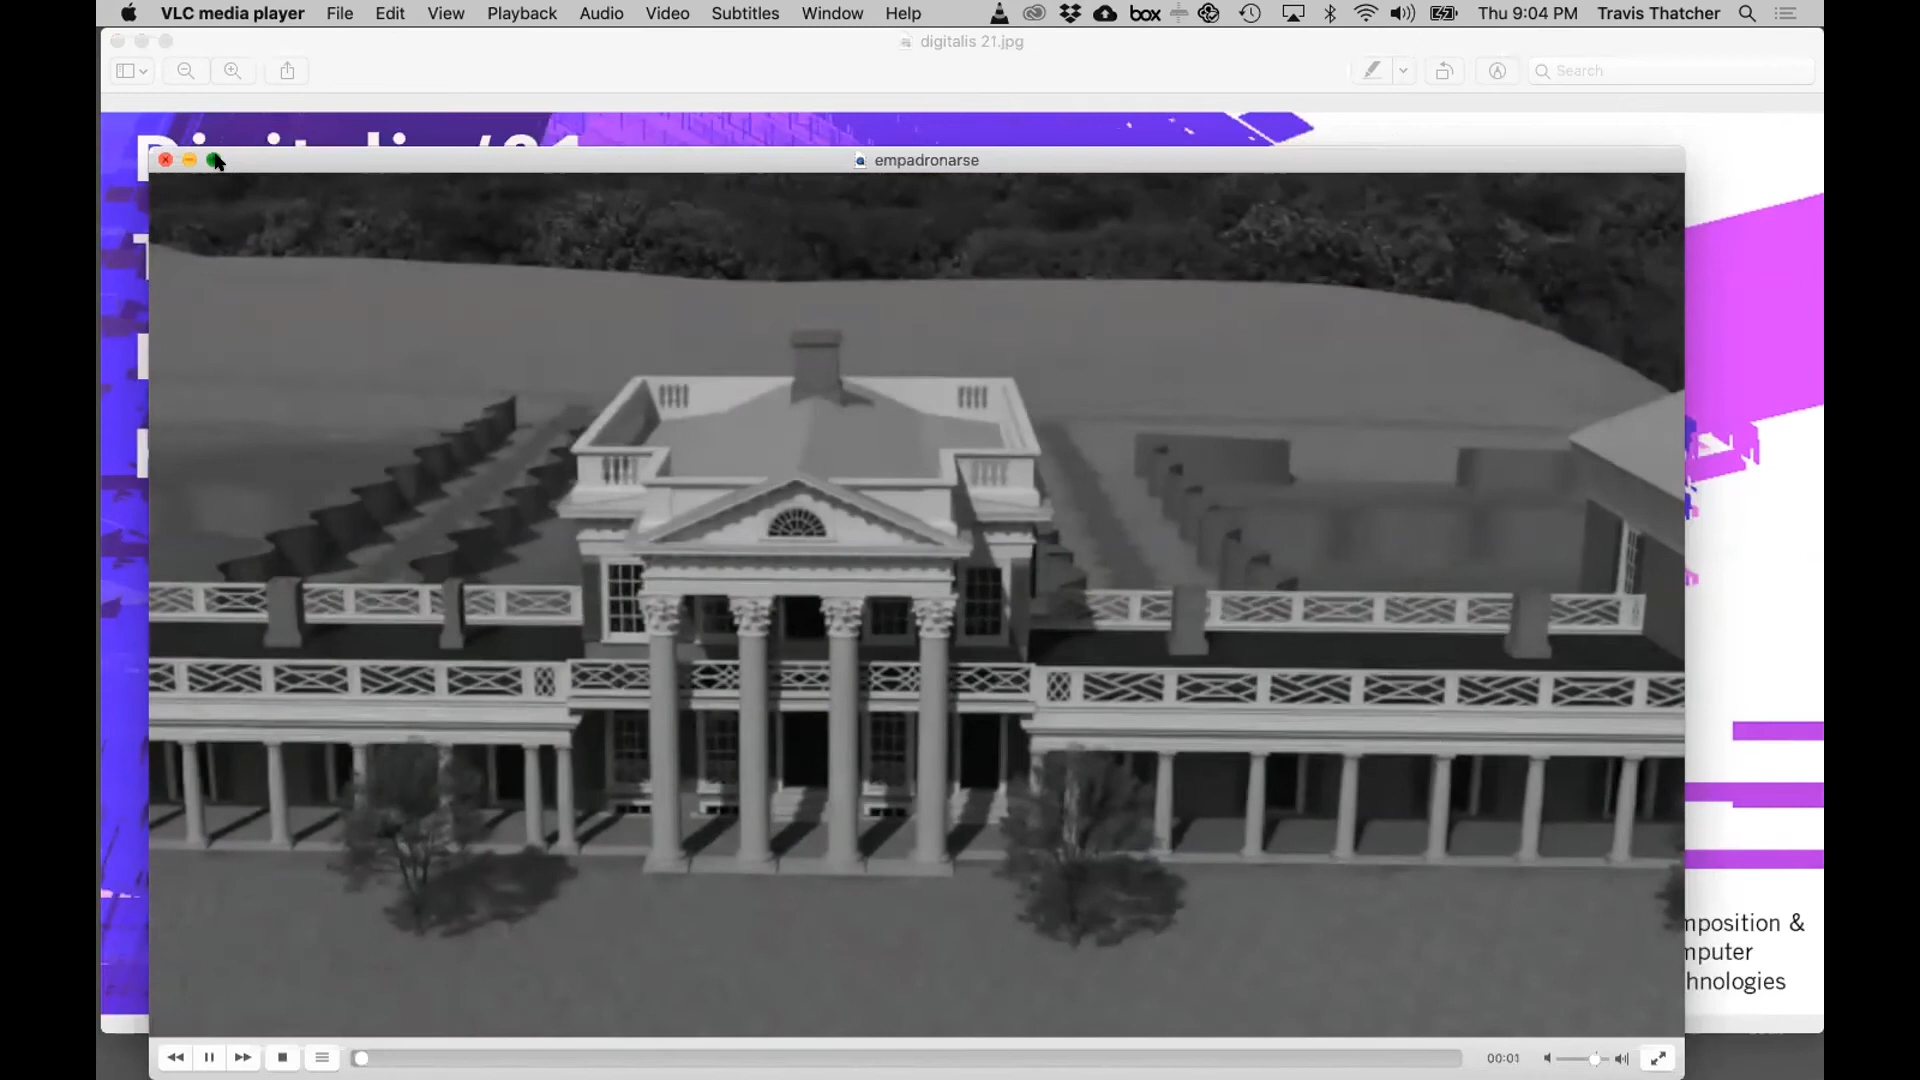 VLC media player File Edit View Playback Audio Video Subtitles Window Help box Thu 9:04 PM Travis Thatcher
digitalis 21.jpg
Search
empadronarse
mposition &
mputer
hnologies
00:01